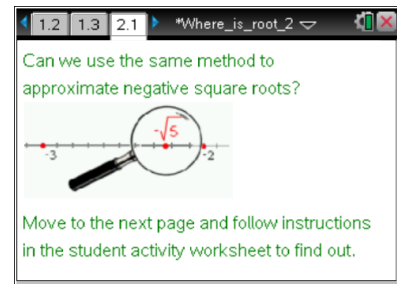 1.2 1.3 2.1 *Where_is_root_2
Can we use the same method to
approximate negative square roots?
-√5
-3 -2
Move to the next page and follow instructions
in the student activity worksheet to find out.